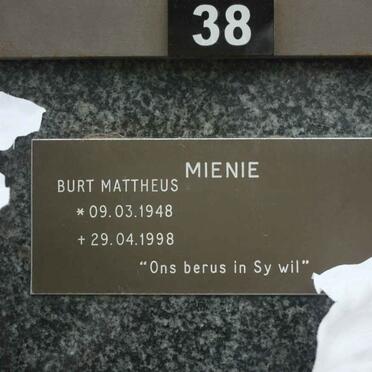 38
MIENIE
BURT MATTHEUS
* 09.03.1948
+ 29.04.1998
"Ons berus in Sy wil"